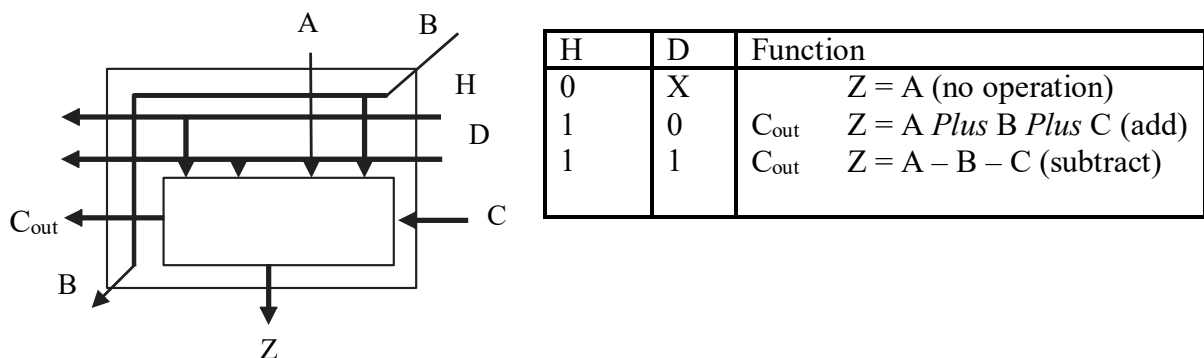 A
B
H
D
C
Cout
B
Z
H D Function
0 X Z = A (no operation)
1 0 Cout Z = A Plus B Plus C (add)
1 1 Cout Z = A – B – C (subtract)